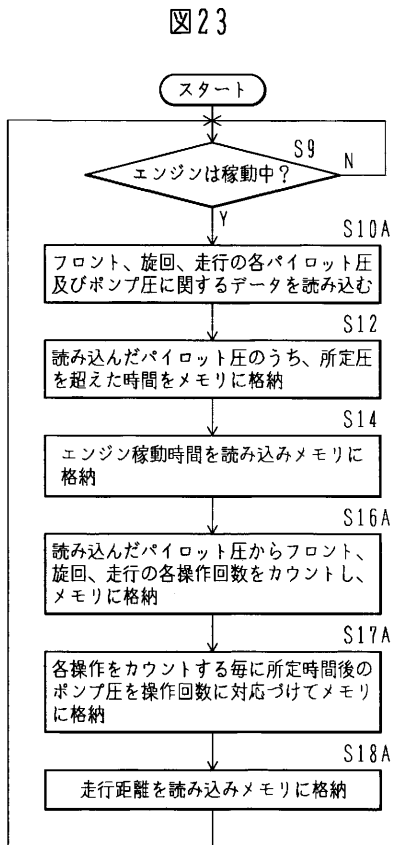 図23
スタート
S9
エンジンは稼動中?
N
Y
S10A
フロント、旋回、走行の各パイロット圧
及びポンプ圧に関するデータを読み込む
S12
読み込んだパイロット圧のうち、所定圧
を超えた時間をメモリに格納
S14
エンジン稼動時間を読み込みメモリに
格納
S16A
読み込んだパイロット圧からフロント、
旋回、走行の各操作回数をカウントし、
メモリに格納
S17A
各操作をカウントする毎に所定時間後の
ポンプ圧を操作回数に対応づけてメモリ
に格納
S18A
走行距離を読み込みメモリに格納